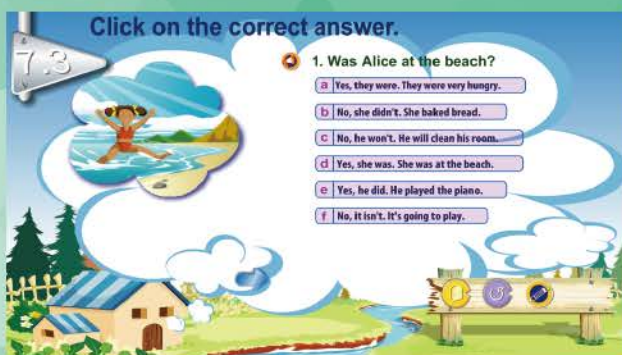 Click on the correct answer.
7.3
1. Was Alice at the beach?
a Yes, they were. They were very hungry.
b No, she didn't. She baked bread.
c No, he won't. He will clean his room.
d Yes, she was. She was at the beach.
e Yes, he did. He played the piano.
f No, it isn't. It's going to play.